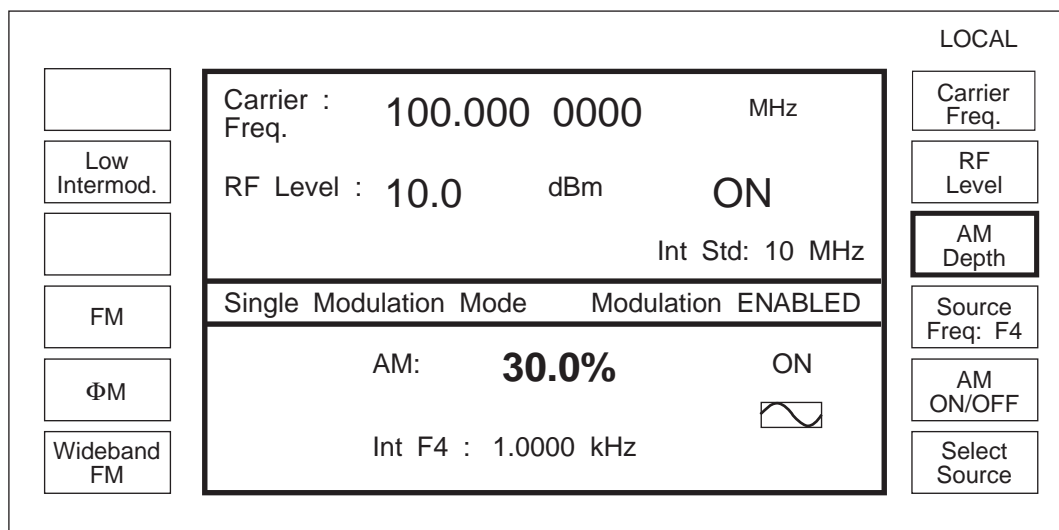 LOCAL
Low
Intermod.
FM
ΦM
Wideband
FM
Carrier :
Freq.
100.000 0000 MHz
RF Level : 10.0 dBm ON
Int Std: 10 MHz
Single Modulation Mode Modulation ENABLED
AM: 30.0% ON
Int F4 : 1.0000 kHz
Carrier
Freq.
RF
Level
AM
Depth
Source
Freq: F4
AM
ON/OFF
Select
Source